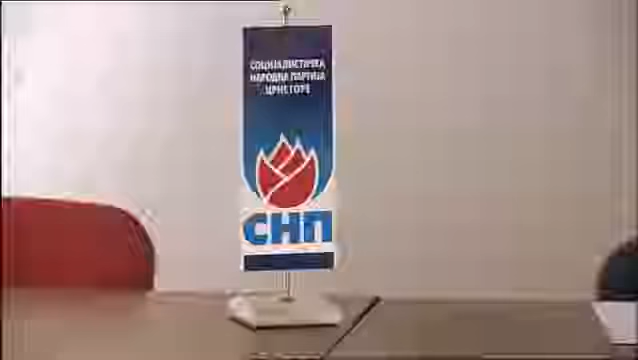 СОЦИЈАЛИСТИЧКА
НАРОДНА ПАРТИЈА
ЦРНЕ ГОРЕ
СНП